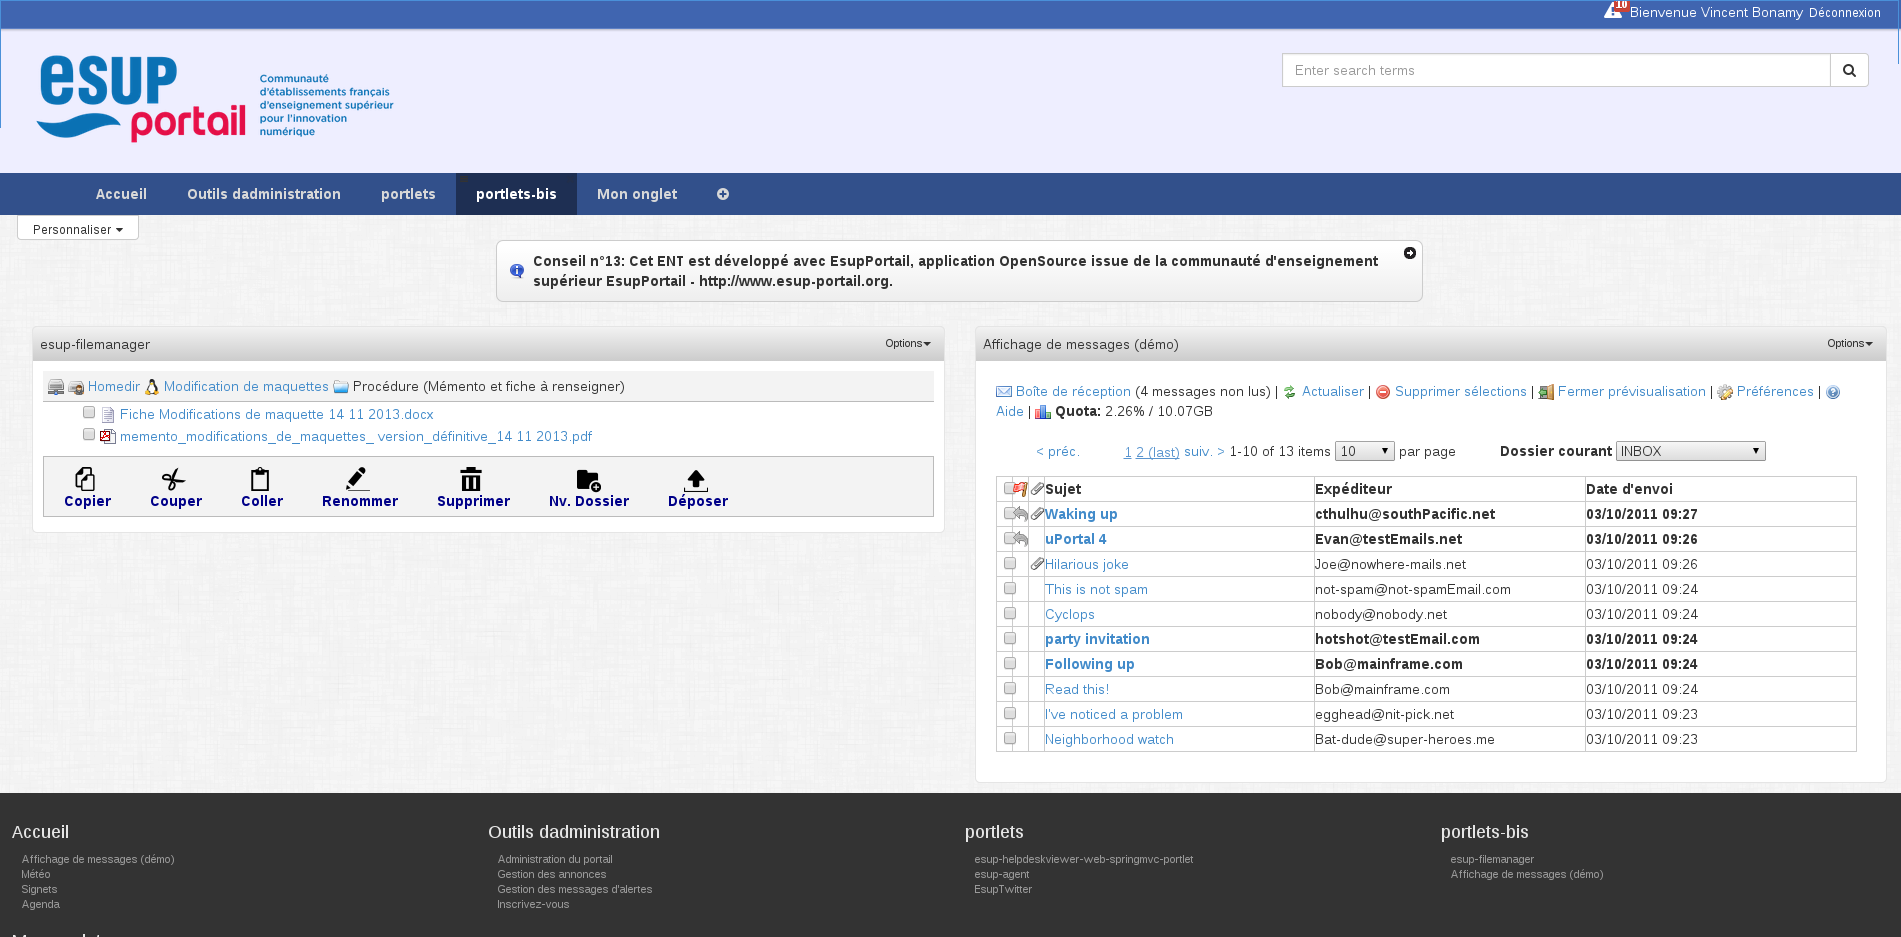 10
Bienvenue Vincent Bonamy Déconnexion
esup portail
Communauté
d'établissements français
d'enseignement supérieur
pour l'innovation
numérique
Enter search terms
Accueil Outils dadministration portlets portlets-bis Mon onglet
Personnaliser
Conseil n°13: Cet ENT est développé avec EsupPortail, application OpenSource issue de la communauté d'enseignement
supérieur EsupPortail - http://www.esup-portail.org.
esup-filemanager Options
Homedir Modification de maquettes Procédure (Mémento et fiche à renseigner)
Fiche Modifications de maquette 14 11 2013.docx
memento_modifications_de_maquettes_ version_définitive_14 11 2013.pdf
Copier Couper Coller Renommer Supprimer Nv. Dossier Déposer
Affichage de messages (démo) Options
Boîte de réception (4 messages non lus) | Actualiser | Supprimer sélections | Fermer prévisualisation | Préférences |
Aide | Quota: 2.26% / 10.07GB
< préc. 1 2 (last) suiv. > 1-10 of 13 items 10 par page Dossier courant INBOX
Sujet Expéditeur Date d'envoi
Waking up cthulhu@southPacific.net 03/10/2011 09:27
uPortal 4 Evan@testEmails.net 03/10/2011 09:26
Hilarious joke Joe@nowhere-mails.net 03/10/2011 09:26
This is not spam not-spam@not-spamEmail.com 03/10/2011 09:24
Cyclops nobody@nobody.net 03/10/2011 09:24
party invitation hotshot@testEmail.com 03/10/2011 09:24
Following up Bob@mainframe.com 03/10/2011 09:24
Read this! Bob@mainframe.com 03/10/2011 09:24
I've noticed a problem egghead@nit-pick.net 03/10/2011 09:23
Neighborhood watch Bat-dude@super-heroes.me 03/10/2011 09:23
Accueil
Affichage de messages (démo)
Météo
Signets
Agenda
Outils dadministration
Administration du portail
Gestion des annonces
Gestion des messages d'alertes
Inscrivez-vous
portlets
esup-helpdeskviewer-web-springmvc-portlet
esup-agent
EsupTwitter
portlets-bis
esup-filemanager
Affichage de messages (démo)